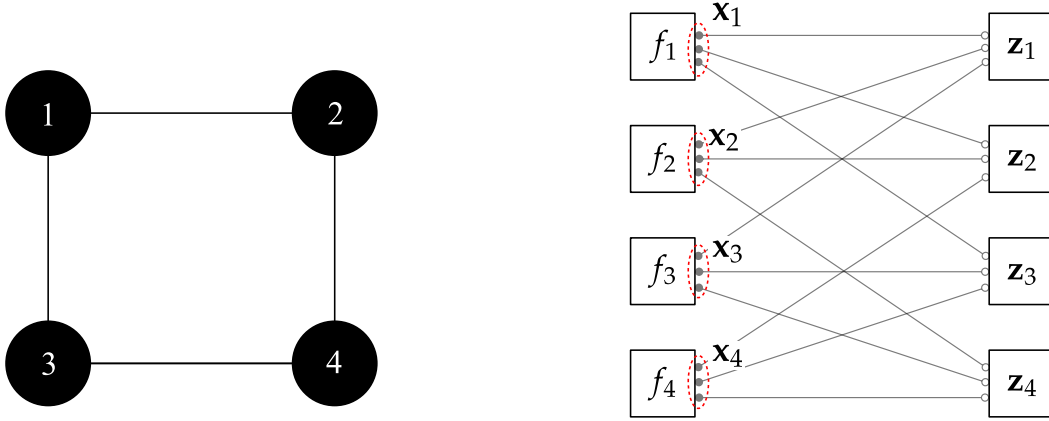 1
2
3
4
f₁
x₁
z₁
f₂
x₂
z₂
f₃
x₃
z₃
f₄
x₄
z₄